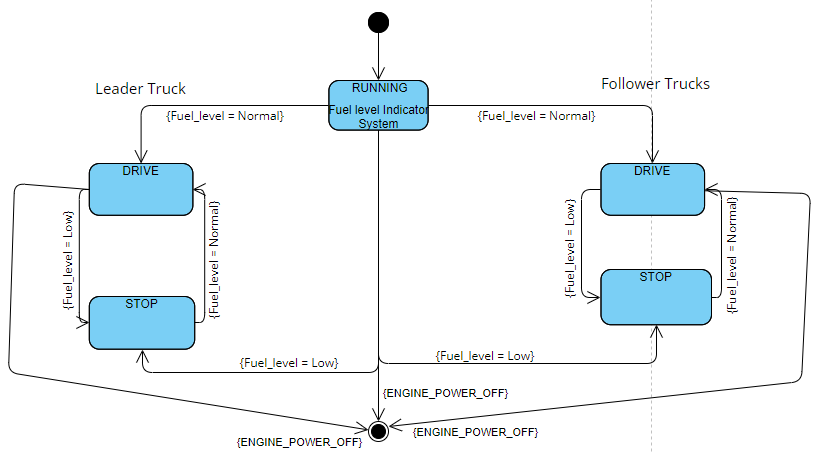 RUNNING
Fuel level Indicator
System
Leader Truck
Follower Trucks
{Fuel_level = Normal}
{Fuel_level = Normal}
DRIVE
DRIVE
{Fuel_level = Low}
{Fuel_level = Normal}
{Fuel_level = Low}
{Fuel_level = Normal}
STOP
STOP
{Fuel_level = Low}
{Fuel_level = Low}
{ENGINE_POWER_OFF}
{ENGINE_POWER_OFF}
{ENGINE_POWER_OFF}